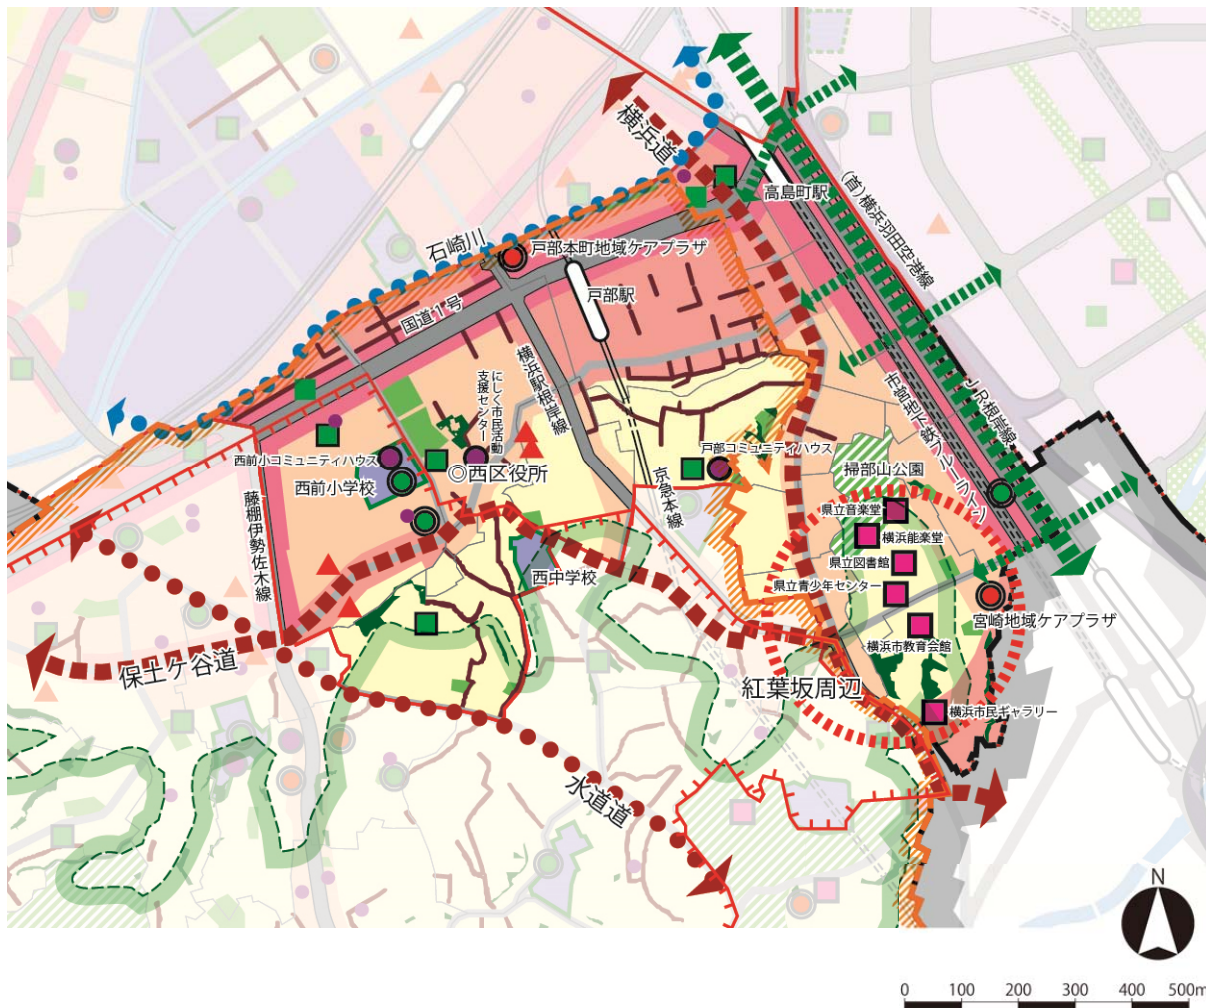 横浜道
高島町駅
(首)横浜羽田空港線
石崎川
戸部本町地域ケアプラザ
戸部駅
国道1号
横浜駅根岸線
にしく市民活動
支援センター
市営地下鉄ブルーライン
JR根岸線
西前小コミュニティハウス
◎西区役所
西前小学校
戸部コミュニティハウス
掃部山公園
京急本線
藤棚伊勢佐木線
県立音楽堂
横浜能楽堂
県立図書館
県立青少年センター
西中学校
宮崎地域ケアプラザ
横浜市教育会館
保土ケ谷道
紅葉坂周辺
横浜市民ギャラリー
水道道
N
0 100 200 300 400 500m